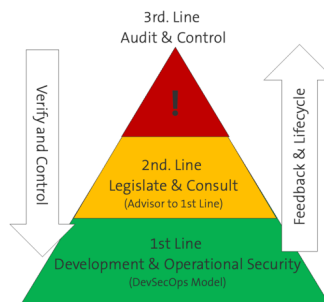 3rd. Line
Audit & Control
!
Verify and Control
Feedback & Lifecycle
2nd. Line
Legislate & Consult
(Advisor to 1st Line)
1st Line
Development & Operational Security
(DevSecOps Model)